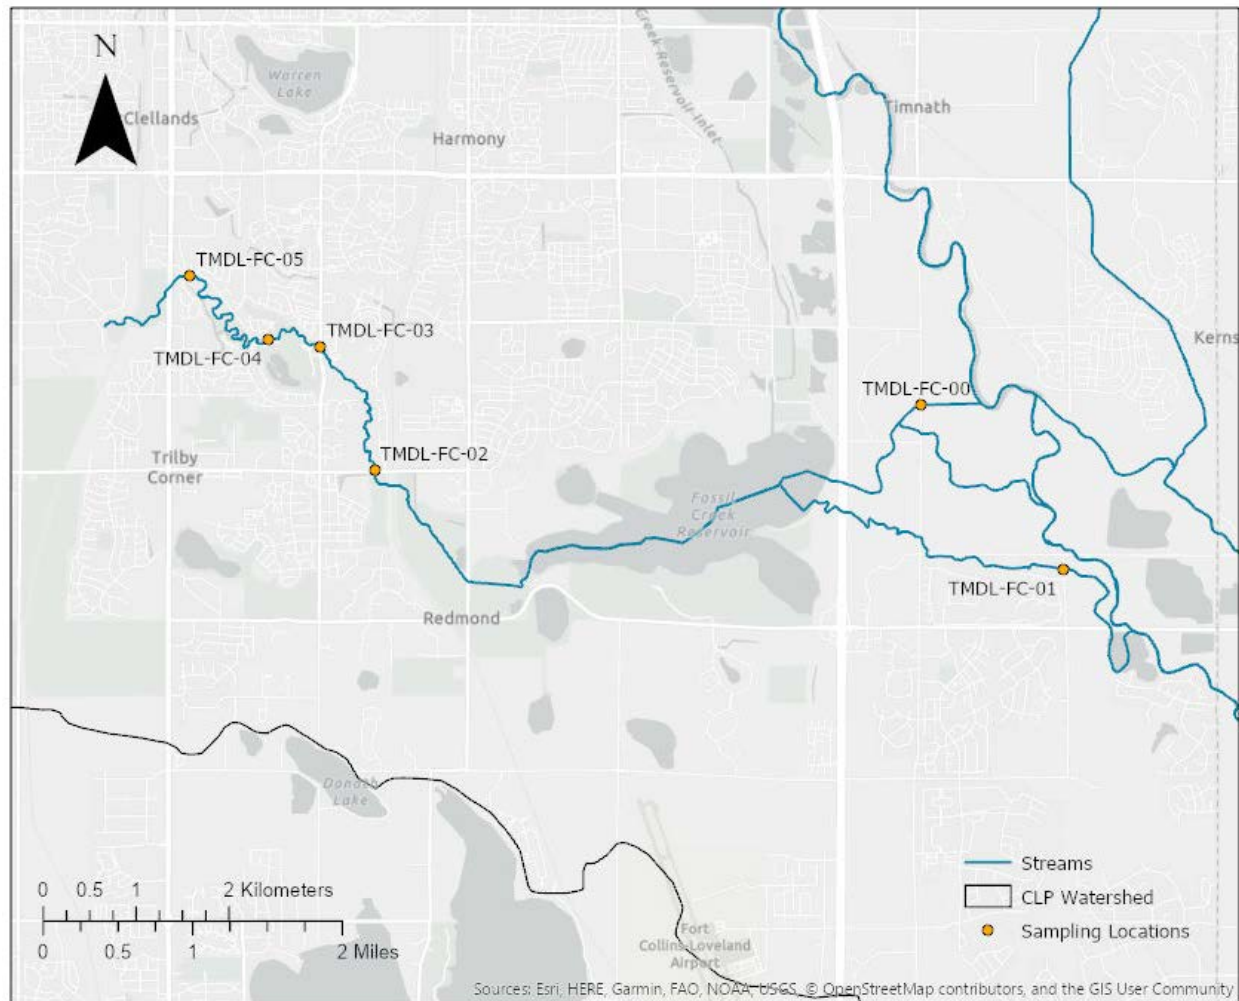 N
Warren
Lake
Clellands
Harmony
Creek-Reservoir-Inlet
Timnath
TMDL-FC-05
TMDL-FC-03
TMDL-FC-04
Kerns
TMDL-FC-00
TMDL-FC-02
Trilby
Corner
Fossil
Creek
Reservoir
TMDL-FC-01
Redmond
Donath
Lake
0 0.5 1 2 Kilometers
0 0.5 1 2 Miles
Streams
CLP Watershed
Sampling Locations
Fort
Collins-Loveland
Airport
Sources: Esri, HERE, Garmin, FAO, NOAA, USGS, © OpenStreetMap contributors, and the GIS User Community